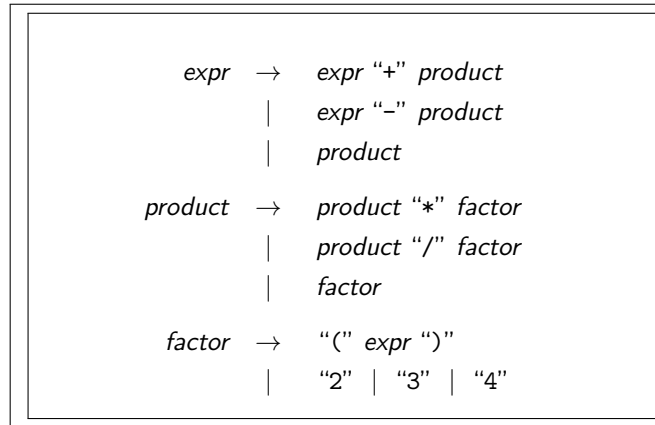 expr → expr “+” product
| expr “-” product
| product
product → product “*” factor
| product “/” factor
| factor
factor → “(” expr “)”
| “2” | “3” | “4”